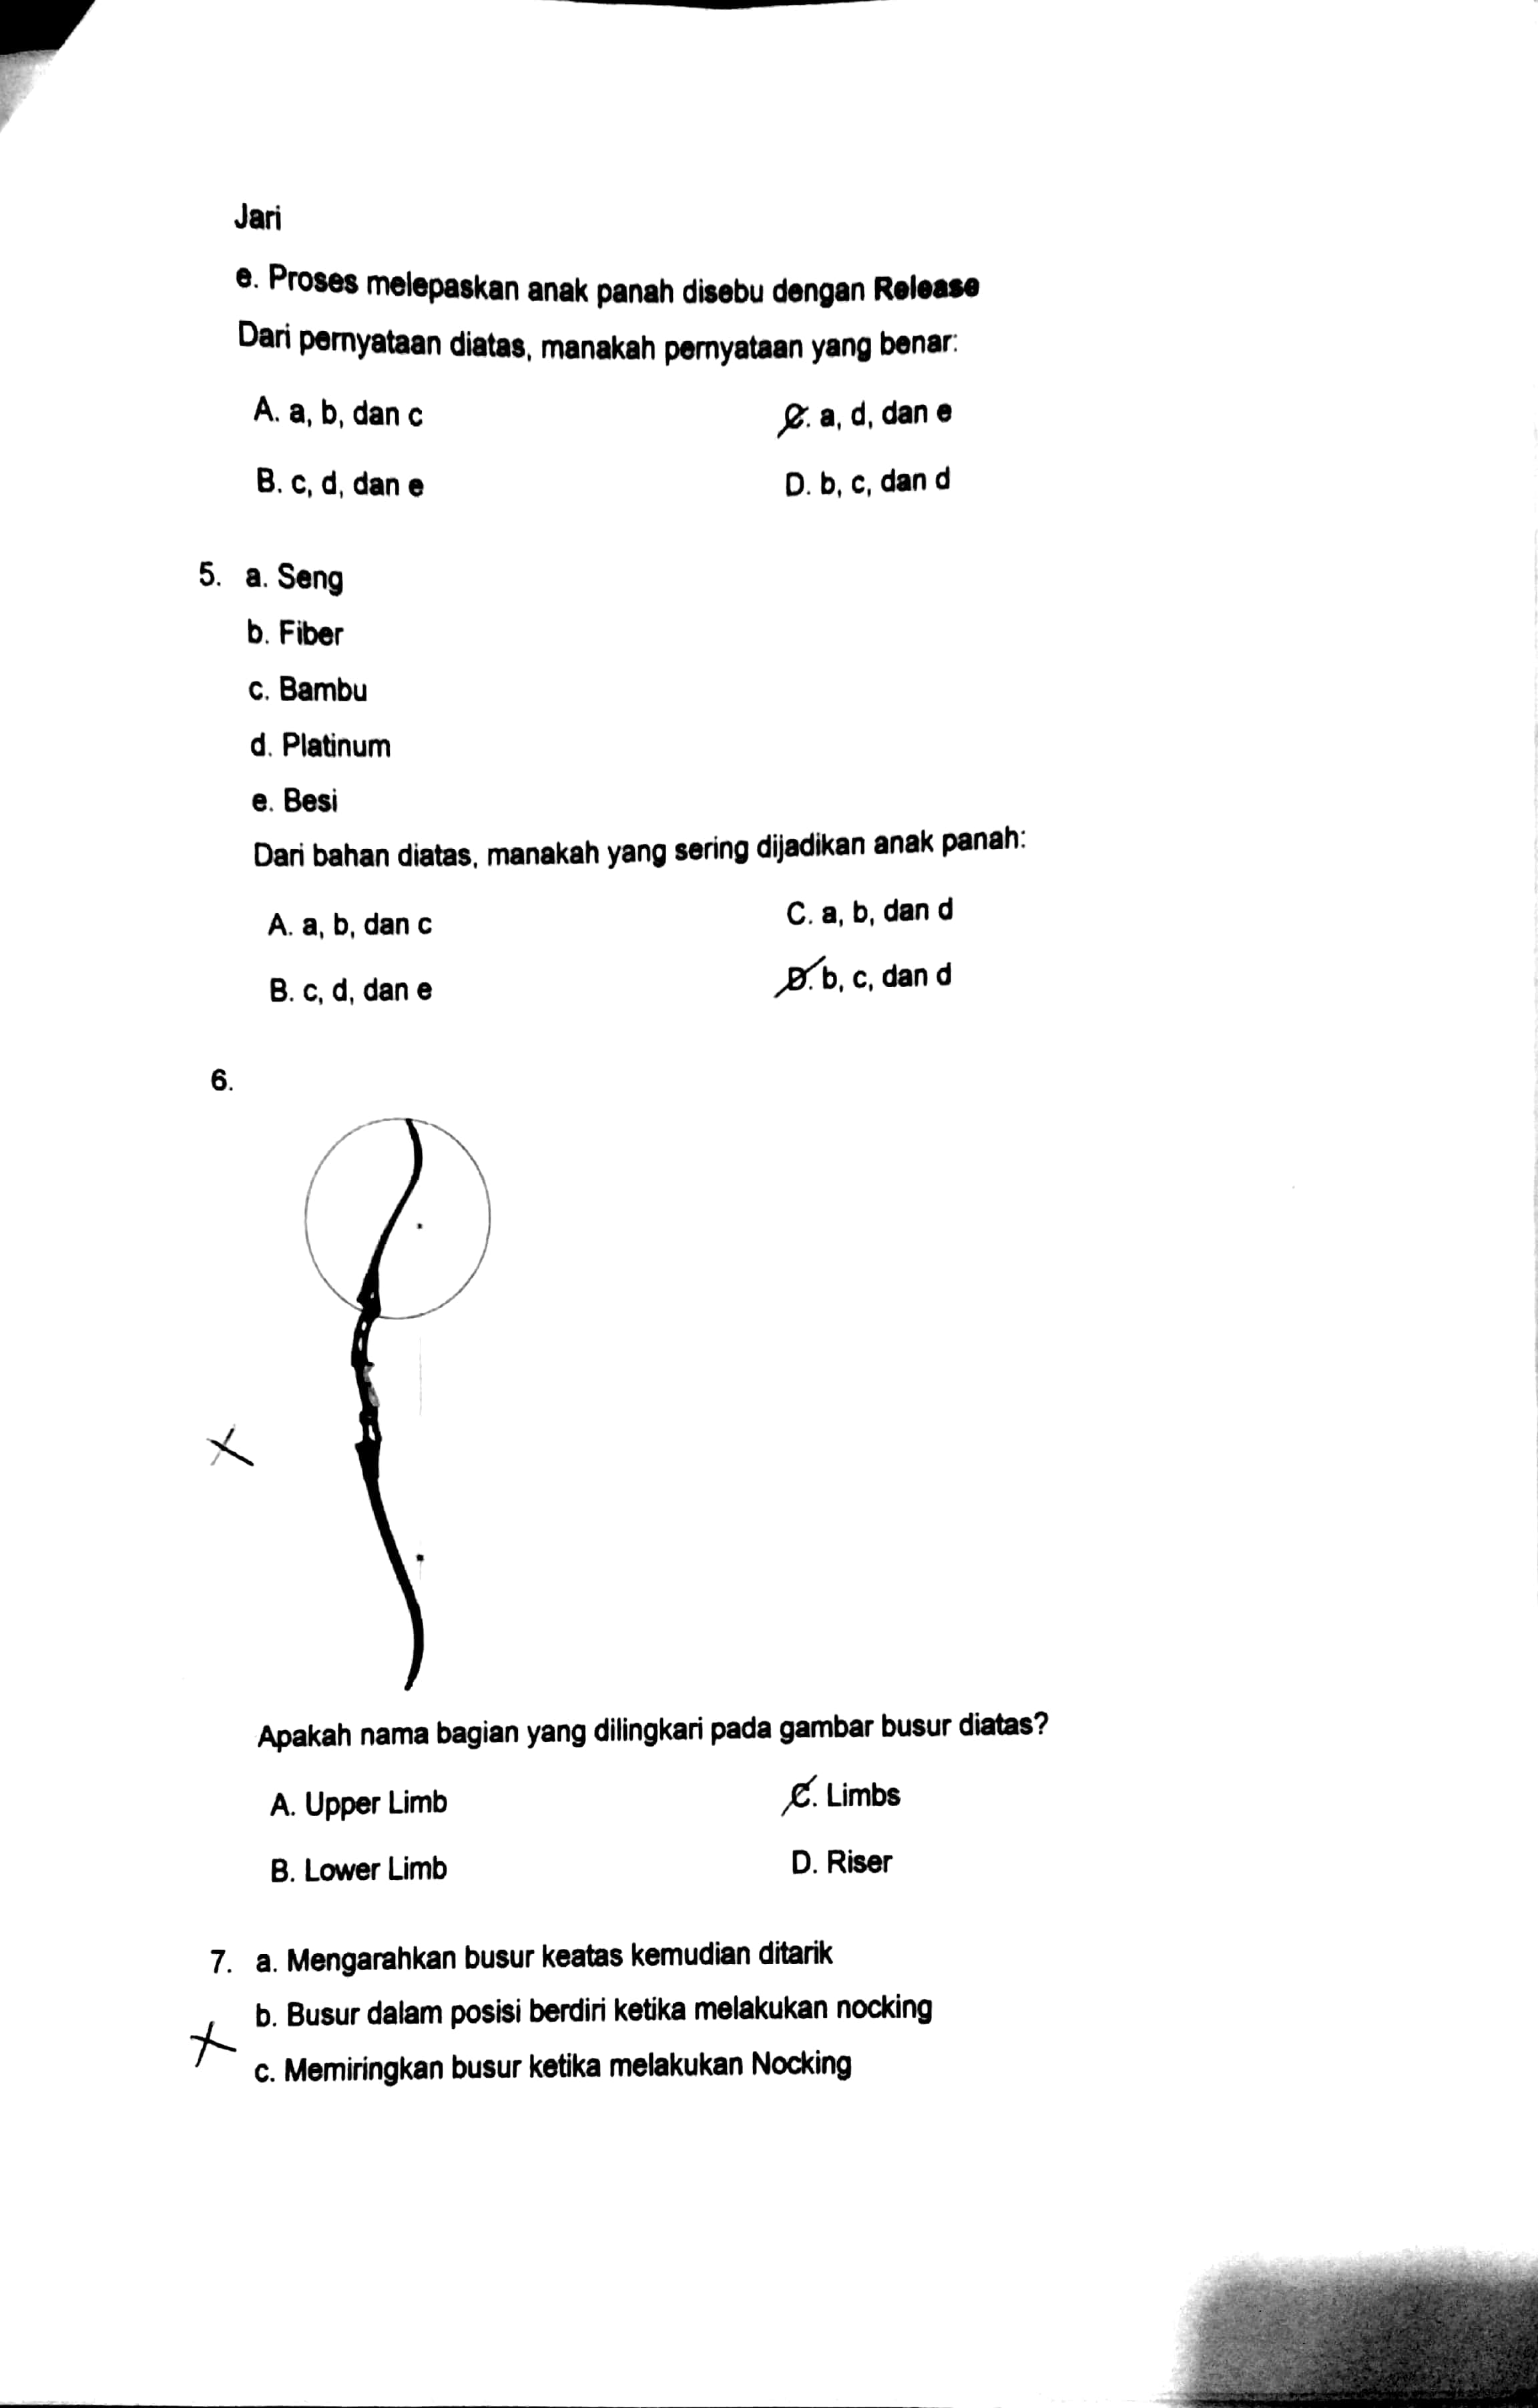 Jari
e. Proses melepaskan anak panah disebu dengan Release
Dari pernyataan diatas, manakah pernyataan yang benar:
A. a, b, dan c
C. a, d, dan e
B. c, d, dan e
D. b, c, dan d
5. a. Seng
b. Fiber
c. Bambu
d. Platinum
e. Besi
Dari bahan diatas, manakah yang sering dijadikan anak panah:
A. a, b, dan c
C. a, b, dan d
B. c, d, dan e
D. b, c, dan d
6.
Apakah nama bagian yang dilingkari pada gambar busur diatas?
A. Upper Limb
C. Limbs
B. Lower Limb
D. Riser
7. a. Mengarahkan busur keatas kemudian ditarik
b. Busur dalam posisi berdiri ketika melakukan nocking
c. Memiringkan busur ketika melakukan Nocking